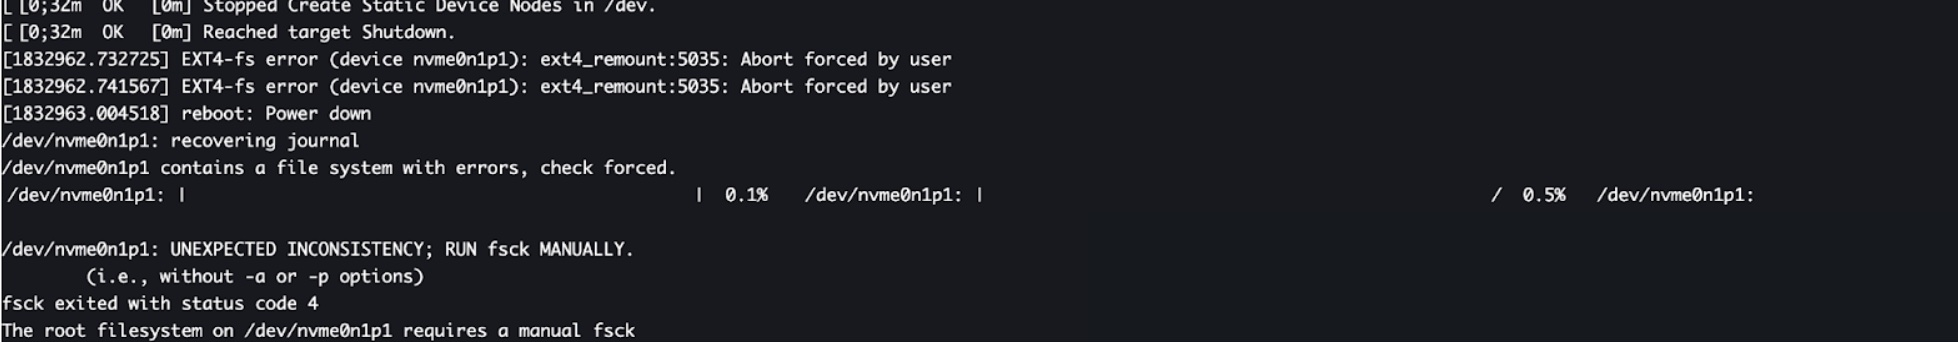 [ [0;32m  OK   [0m] Stopped Create Static Device Nodes in /dev.
[ [0;32m  OK   [0m] Reached target Shutdown.
[1832962.732725] EXT4-fs error (device nvme0n1p1): ext4_remount:5035: Abort forced by user
[1832962.741567] EXT4-fs error (device nvme0n1p1): ext4_remount:5035: Abort forced by user
[1832963.004518] reboot: Power down
/dev/nvme0n1p1: recovering journal
/dev/nvme0n1p1 contains a file system with errors, check forced.
/dev/nvme0n1p1: |                                                        |  0.1%   /dev/nvme0n1p1: |                                                        /  0.5%   /dev/nvme0n1p1:
/dev/nvme0n1p1: UNEXPECTED INCONSISTENCY; RUN fsck MANUALLY.
        (i.e., without -a or -p options)
fsck exited with status code 4
The root filesystem on /dev/nvme0n1p1 requires a manual fsck